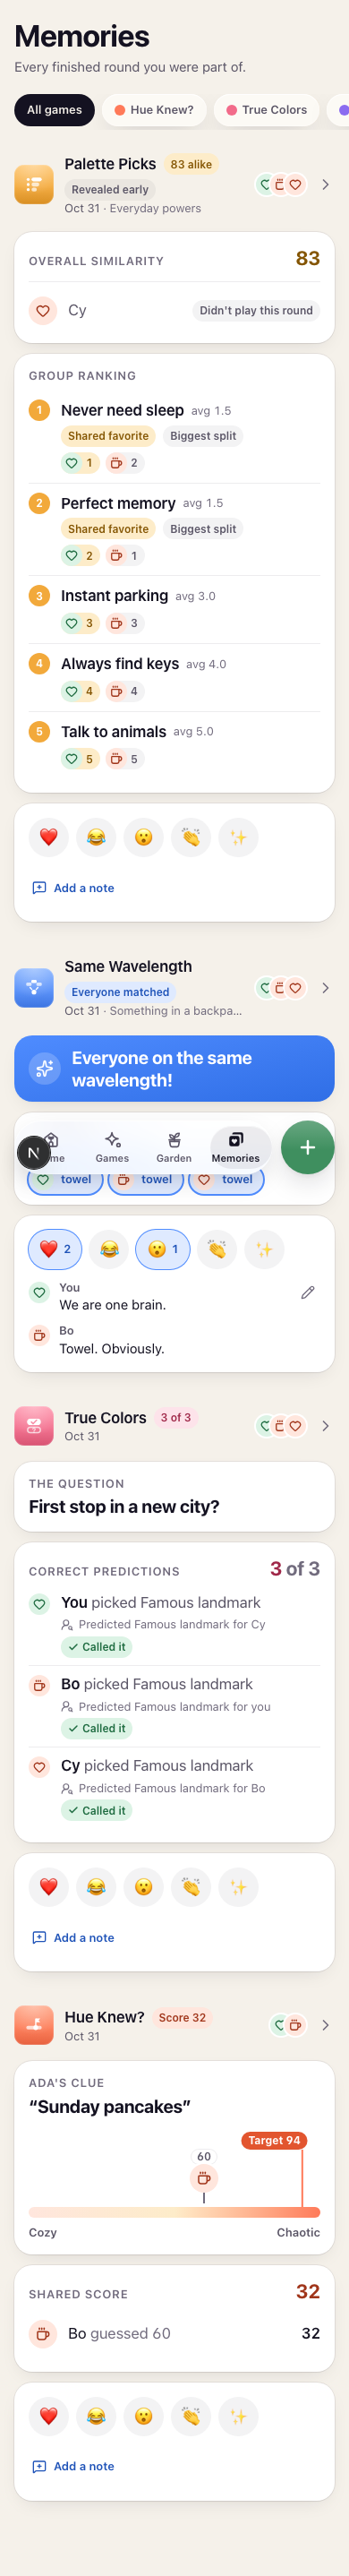 Memories
Every finished round you were part of.
All games
Hue Knew?
True Colors
Palette Picks
83 alike
Revealed early
Oct 31 · Everyday powers
OVERALL SIMILARITY
83
Cy
Didn't play this round
GROUP RANKING
1
Never need sleep avg 1.5
Shared favorite
Biggest split
1
2
2
Perfect memory avg 1.5
Shared favorite
Biggest split
2
1
3
Instant parking avg 3.0
3
3
4
Always find keys avg 4.0
4
4
5
Talk to animals avg 5.0
5
5
Add a note
Same Wavelength
Everyone matched
Oct 31 · Something in a backpa…
Everyone on the same
wavelength!
Games
Garden
Memories
N
towel
towel
towel
2
1
You
We are one brain.
Bo
Towel. Obviously.
True Colors
3 of 3
Oct 31
THE QUESTION
First stop in a new city?
CORRECT PREDICTIONS
3 of 3
You picked Famous landmark
Predicted Famous landmark for Cy
Called it
Bo picked Famous landmark
Predicted Famous landmark for you
Called it
Cy picked Famous landmark
Predicted Famous landmark for Bo
Called it
Add a note
Hue Knew?
Score 32
Oct 31
ADA'S CLUE
“Sunday pancakes”
Target 94
60
Cozy
Chaotic
SHARED SCORE
32
Bo guessed 60
32
Add a note